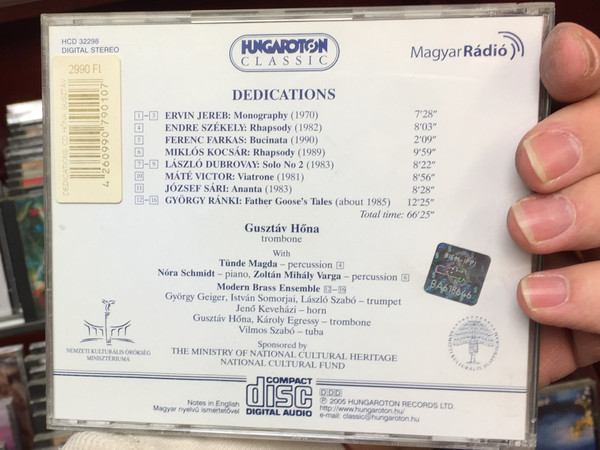 HCD 32298
DIGITAL STEREO
HUNGAROTON
CLASSIC
MagyarRádió
2990 Ft
4 260990 790107
DEDICATIONS
1 – 3 ERVIN JEREB: Monography (1970) 7'28"
4 ENDRE SZÉKELY: Rhapsody (1982) 8'03"
5 FERENC FARKAS: Bucinata (1990) 2'09"
6 MIKLÓS KOCSÁR: Rhapsody (1989) 9'59"
7 – 9 LÁSZLÓ DUBROVAY: Solo No 2 (1983) 8'22"
10 MÁTÉ VICTOR: Viatrone (1981) 8'56"
11 JÓZSEF SÁRI: Ananta (1983) 8'28"
12 – 16 GYÖRGY RÁNKI: Father Goose's Tales (about 1985) 12'25"
Total time: 66'25"
Gusztáv Hőna
trombone
With
Tünde Magda – percussion 4
Nóra Schmidt – piano, Zoltán Mihály Varga – percussion 6
Modern Brass Ensemble 12 – 16
György Geiger, István Somorjai, László Szabó – trumpet
Jenő Keveházi – horn
Gusztáv Hőna, Károly Egressy – trombone
Vilmos Szabó – tuba
Sponsored by
THE MINISTRY OF NATIONAL CULTURAL HERITAGE
NATIONAL CULTURAL FUND
NEMZETI KULTURÁLIS ÖRÖKSÉG
MINISZTÉRIUMA
Notes in English
Magyar nyelvű ismertetővel
COMPACT
disc
DIGITAL AUDIO
DDD
℗ 2005 HUNGAROTON RECORDS LTD.
http://www.hungaroton.hu/
e-mail: classic@hungaroton.hu